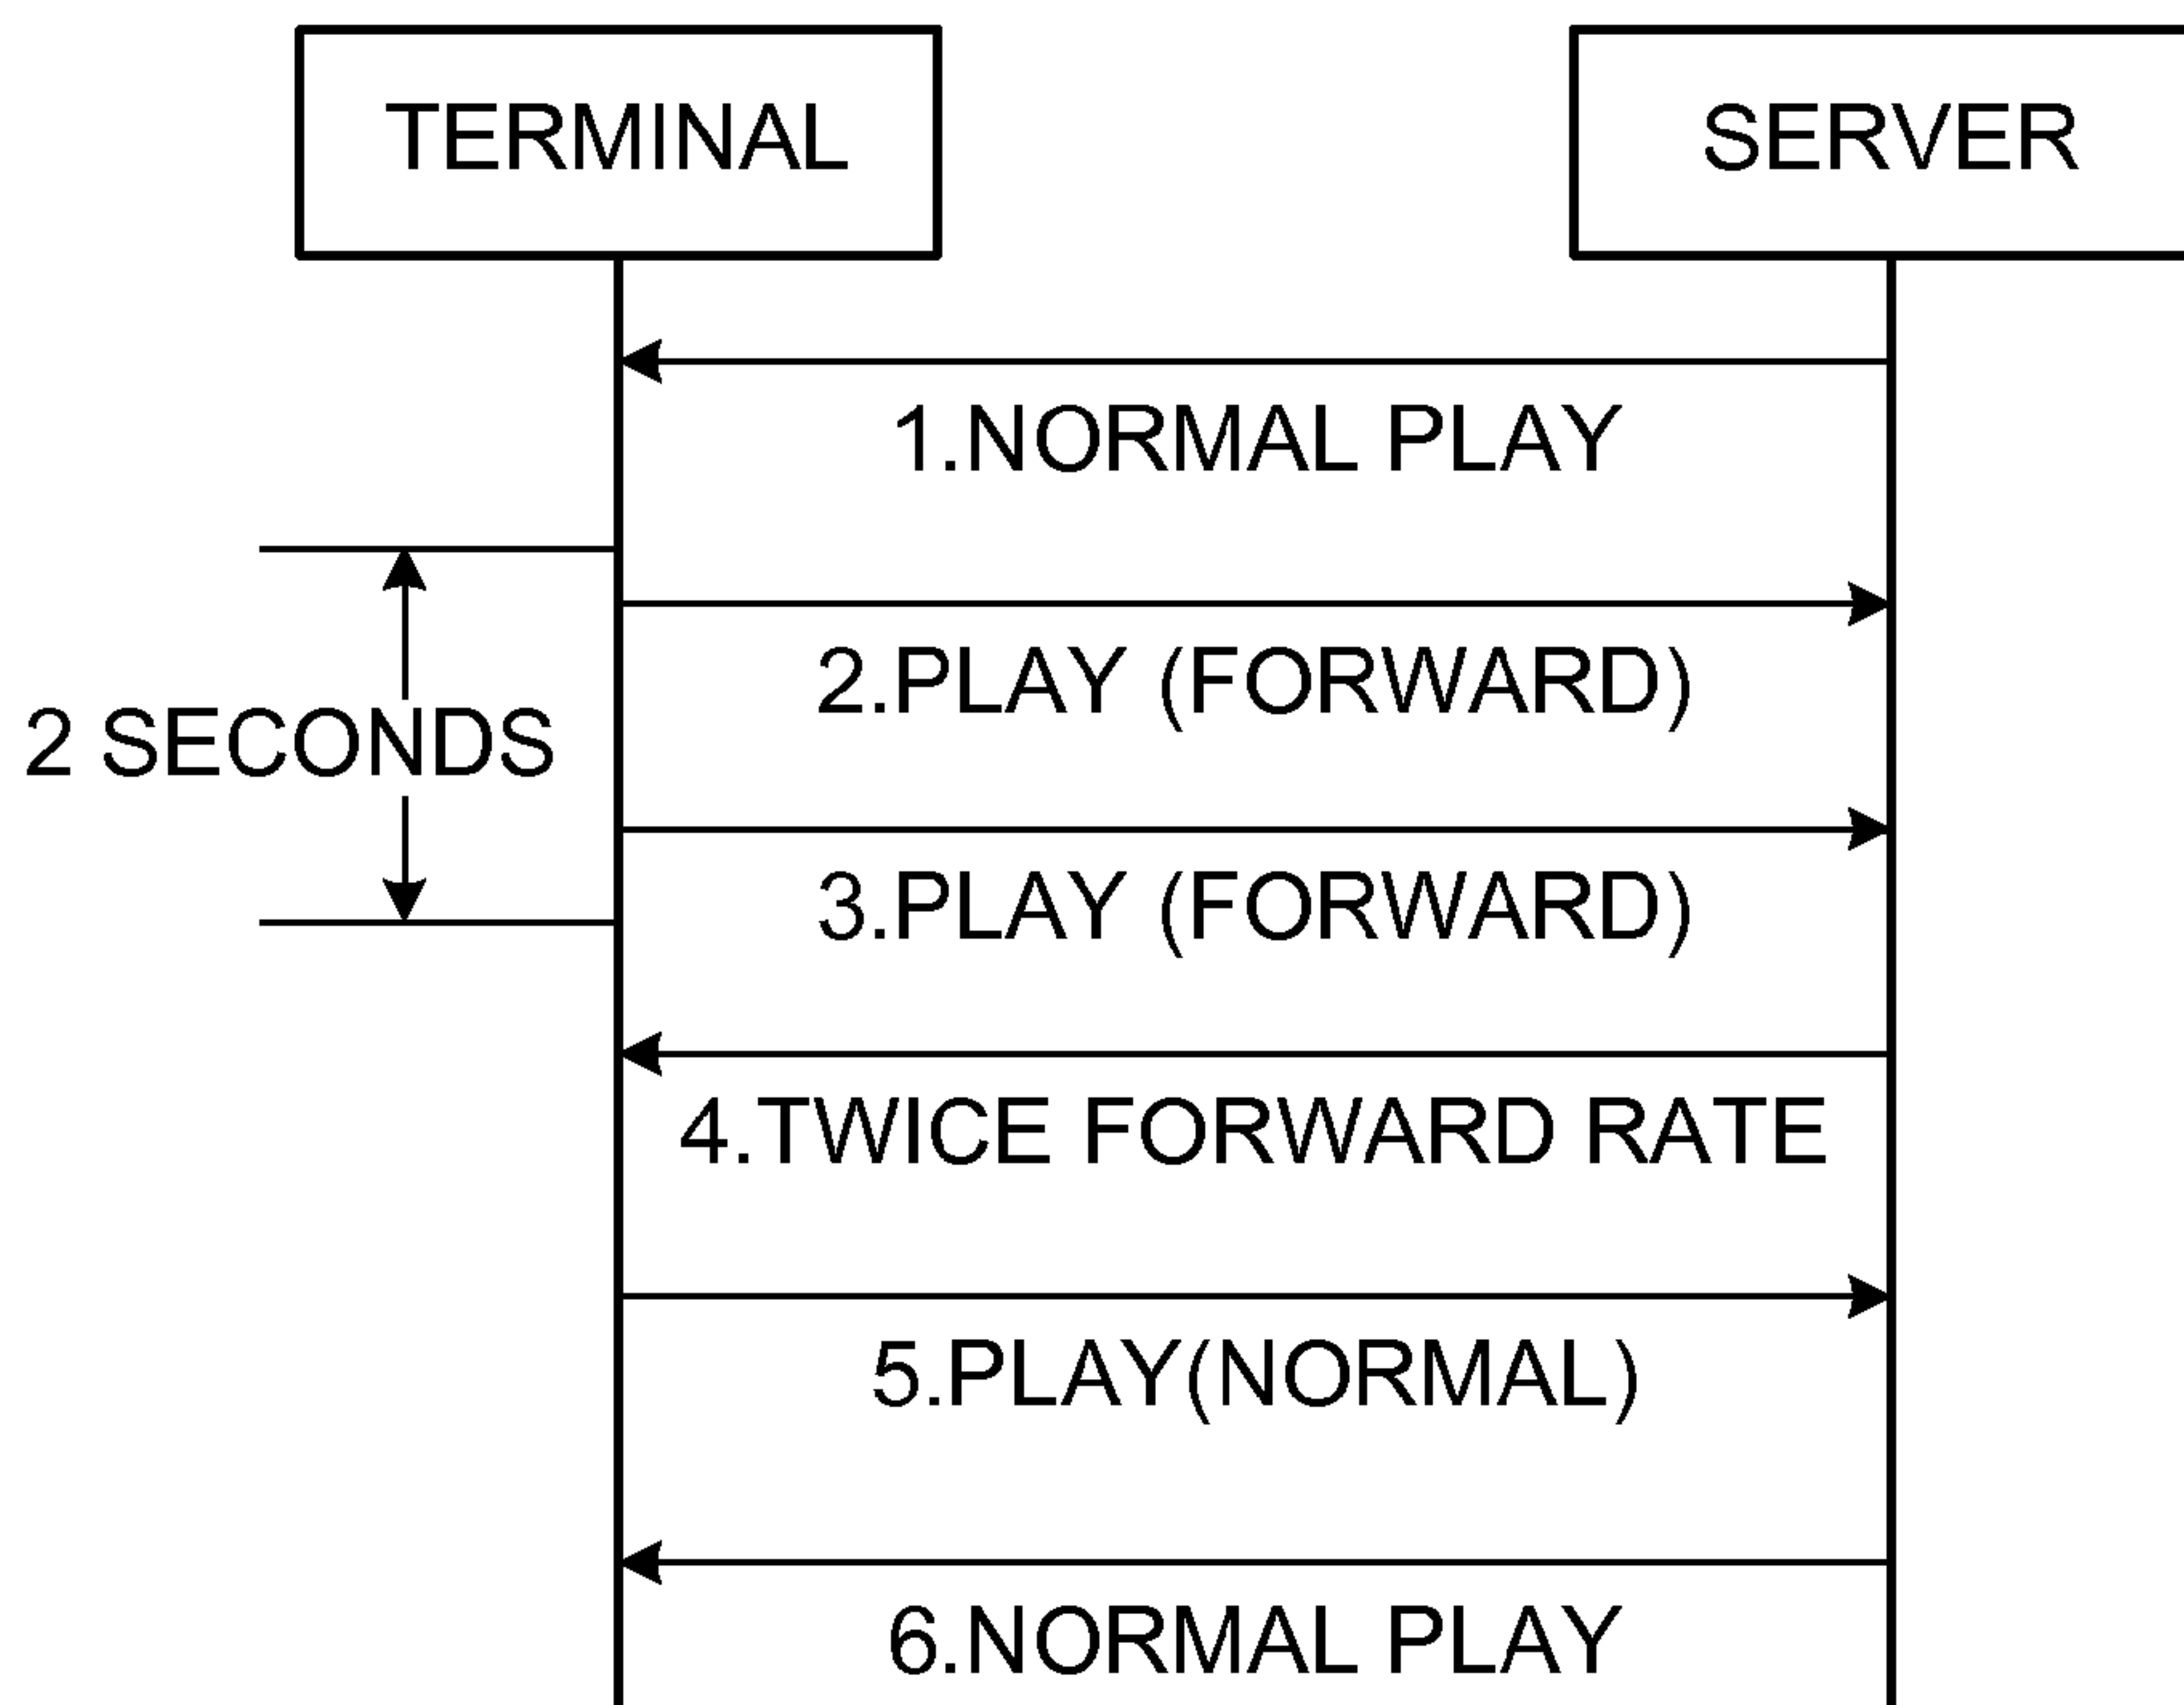 TERMINAL
SERVER
1.NORMAL PLAY
2.PLAY (FORWARD)
2 SECONDS
3.PLAY (FORWARD)
4.TWICE FORWARD RATE
5.PLAY(NORMAL)
6.NORMAL PLAY